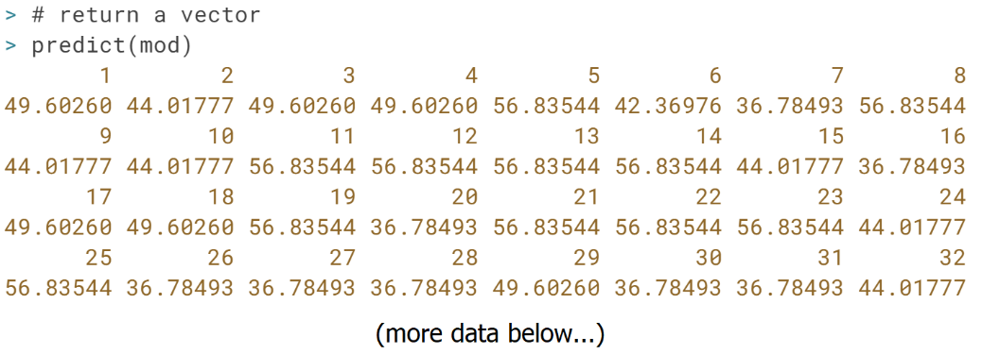 > # return a vector
> predict(mod)
1 2 3 4 5 6 7 8
49.60260 44.01777 49.60260 49.60260 56.83544 42.36976 36.78493 56.83544
9 10 11 12 13 14 15 16
44.01777 44.01777 56.83544 56.83544 56.83544 56.83544 44.01777 36.78493
17 18 19 20 21 22 23 24
49.60260 49.60260 56.83544 36.78493 56.83544 56.83544 56.83544 44.01777
25 26 27 28 29 30 31 32
56.83544 36.78493 36.78493 36.78493 49.60260 36.78493 36.78493 44.01777
(more data below...)